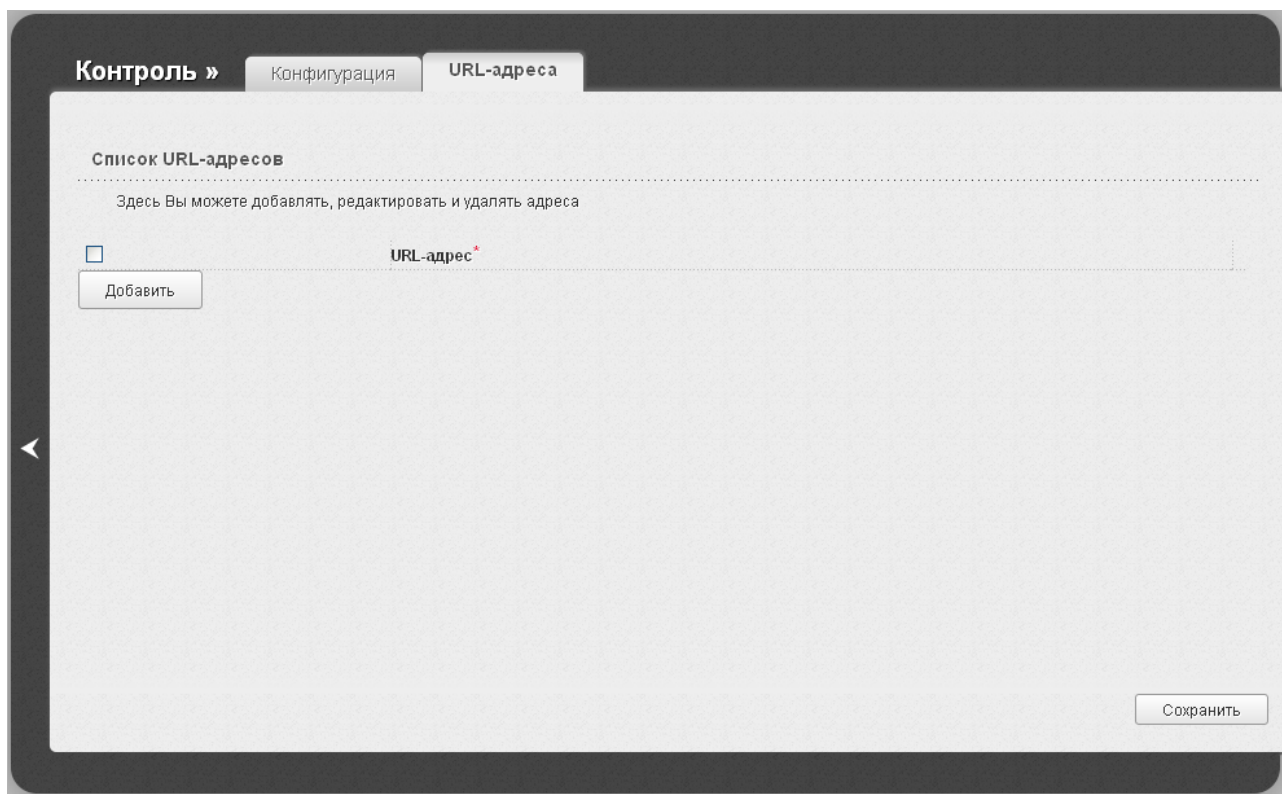 Контроль » Конфигурация URL-адреса
Список URL-адресов
Здесь Вы можете добавлять, редактировать и удалять адреса
URL-адрес*
Добавить
Сохранить